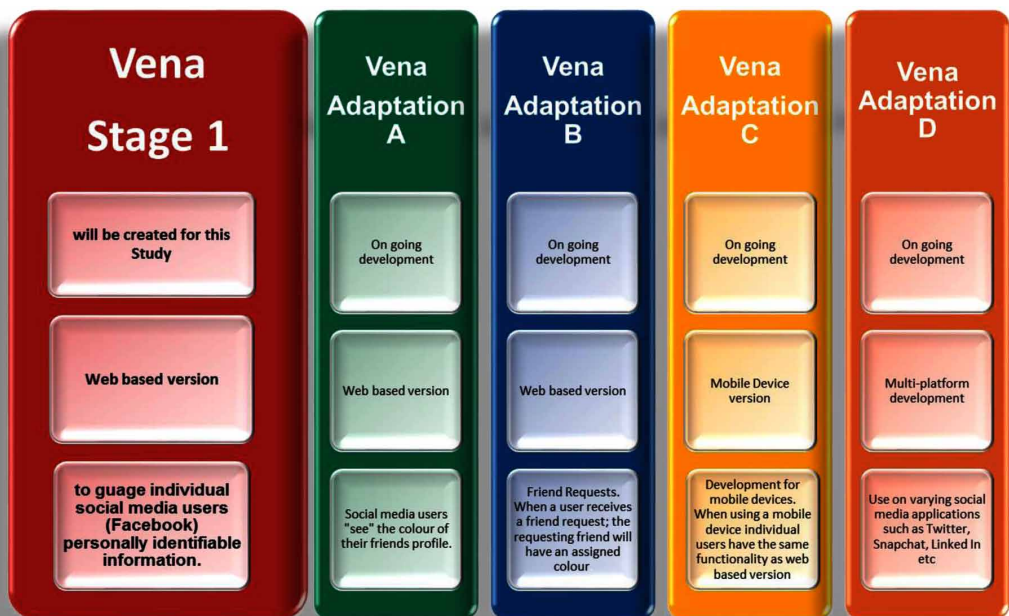 Vena
Stage 1
will be created for this
Study
Web based version
to guage individual
social media users
(Facebook)
personally identifiable
information.
Vena
Adaptation
A
On going
development
Web based version
Social media users
"see" the colour of
their friends profile.
Vena
Adaptation
B
On going
development
Web based version
Friend Requests.
When a user receives
a friend request; the
requesting friend will
have an assigned
colour
Vena
Adaptation
C
On going
development
Mobile Device
version
Development for
mobile devices.
When using a mobile
device individual
users have the same
functionality as web
based version
Vena
Adaptation
D
On going
development
Multi-platform
development
Use on varying social
media applications
such as Twitter,
Snapchat, Linked In
etc